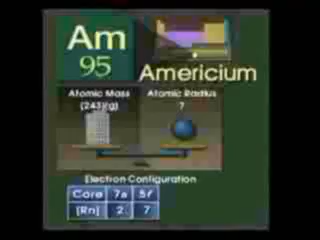 Am
95
Americium
Atomic Mass
(243)(g)
Atomic Radius
?
Electron Configuration
Core 7s 5f
[Rn] 2 7